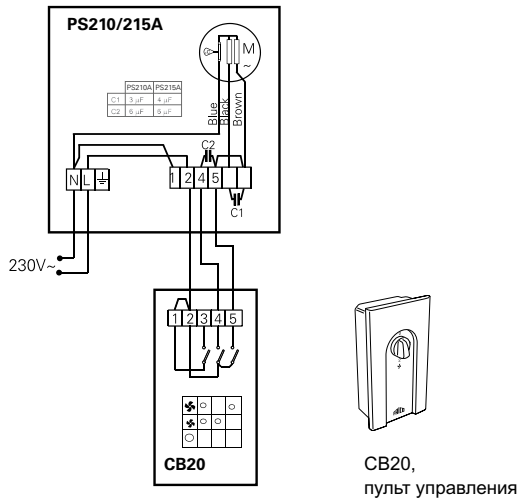 PS210/215A
M
~
PS210A PS215A
C1 3 µF 4 µF
C2 6 µF 6 µF
Blue
Black
Brown
C2
N L 1 2 4 5
C1
230V~
1 2 3 4 5
CB20
CB20,
пульт управления